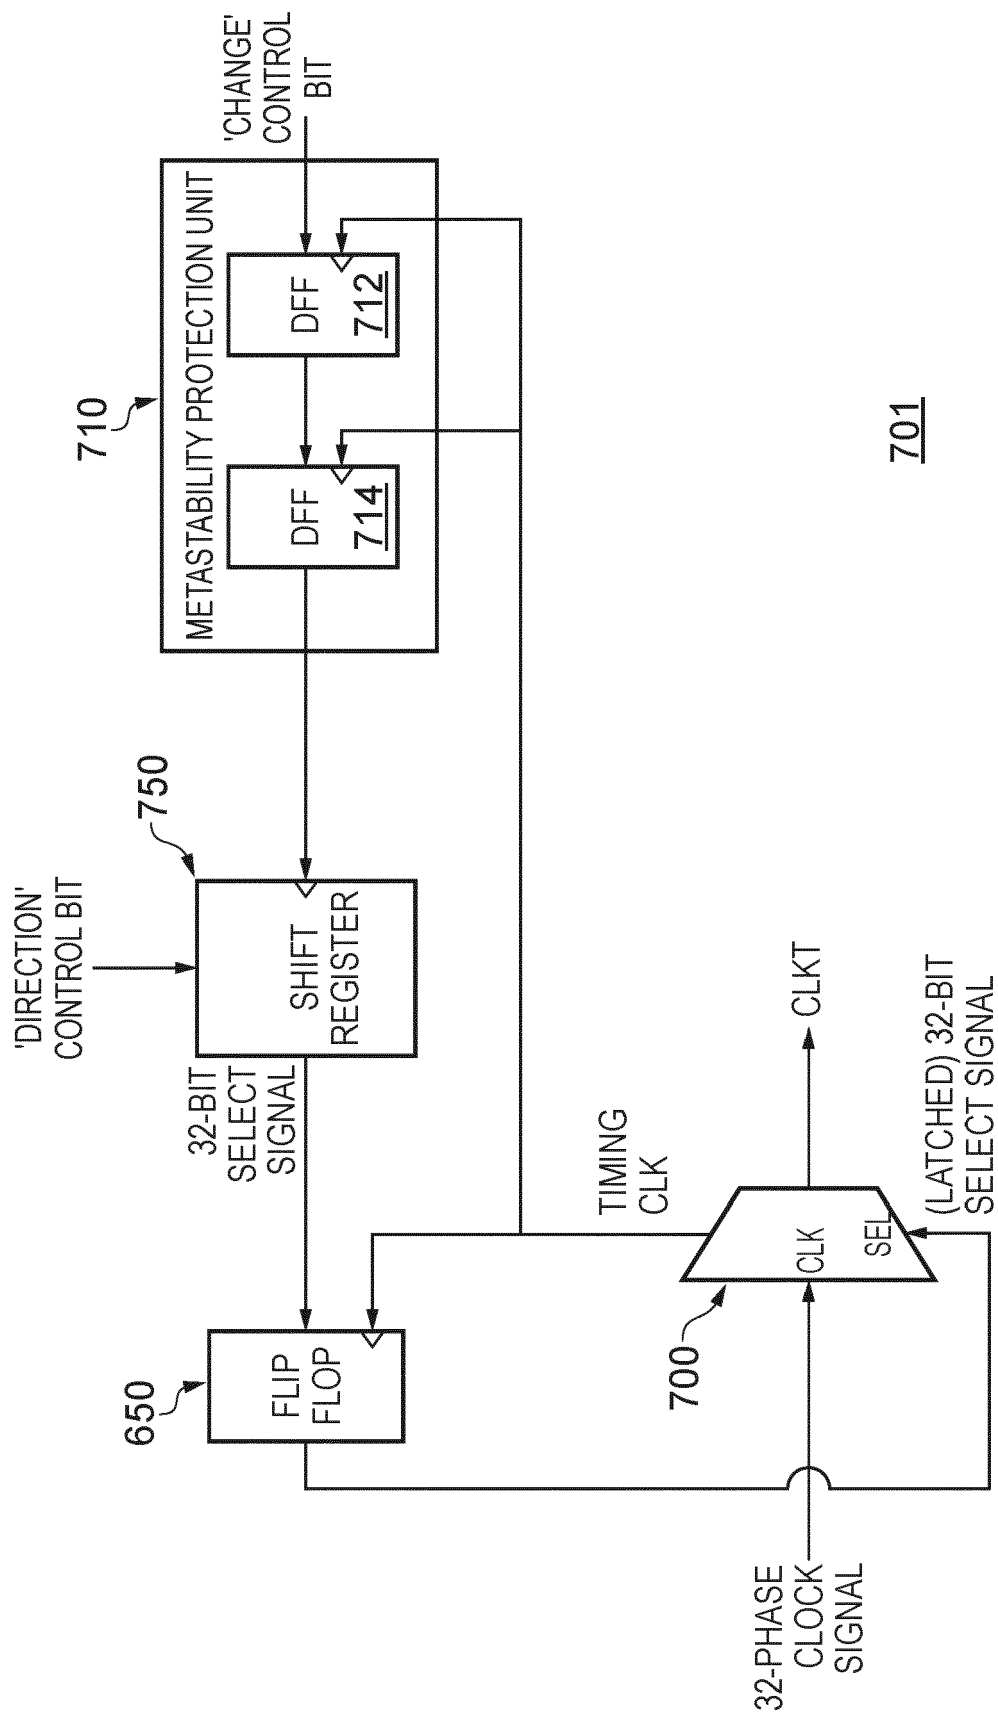 'DIRECTION'
CONTROL BIT
750
710
METASTABILITY PROTECTION UNIT
'CHANGE'
CONTROL
BIT
650
FLIP
FLOP
32-BIT
SELECT
SIGNAL
SHIFT
REGISTER
DFF
714
DFF
712
TIMING
CLK
700
CLK
SEL
CLKT
32-PHASE
CLOCK
SIGNAL
(LATCHED) 32-BIT
SELECT SIGNAL
701